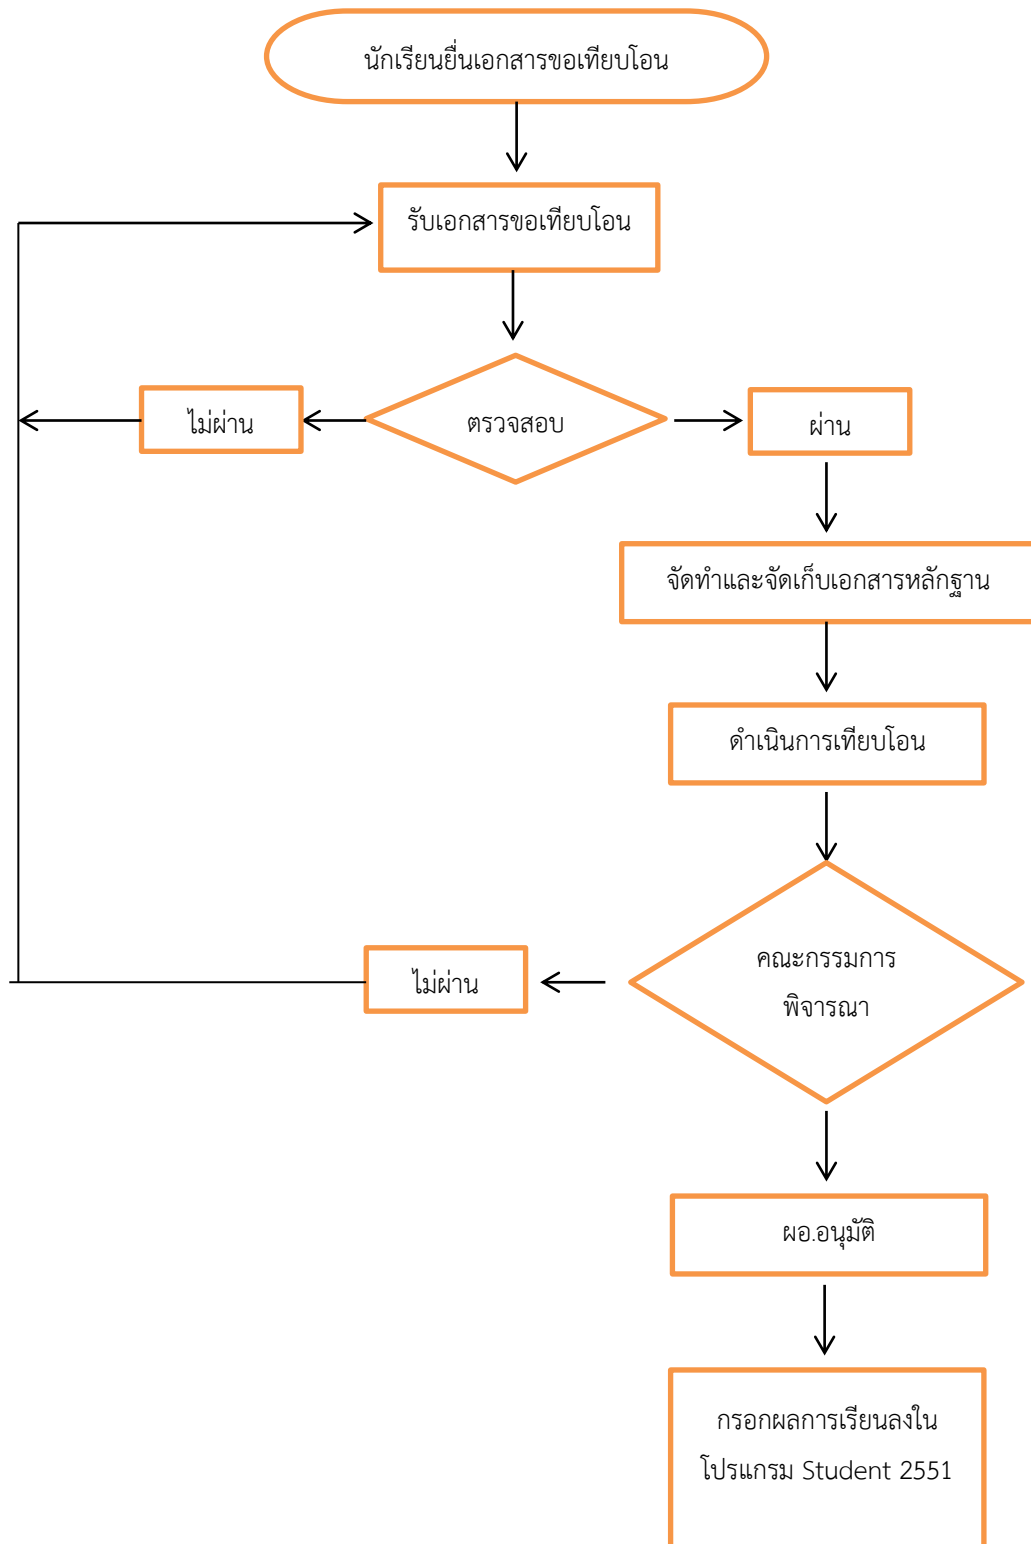 นักเรียนยื่นเอกสารขอเทียบโอน
รับเอกสารขอเทียบโอน
ไม่ผ่าน
ตรวจสอบ
ผ่าน
จัดทำและจัดเก็บเอกสารหลักฐาน
ดำเนินการเทียบโอน
คณะกรรมการ
พิจารณา
ไม่ผ่าน
ผอ.อนุมัติ
กรอกผลการเรียนลงใน
โปรแกรม Student 2551